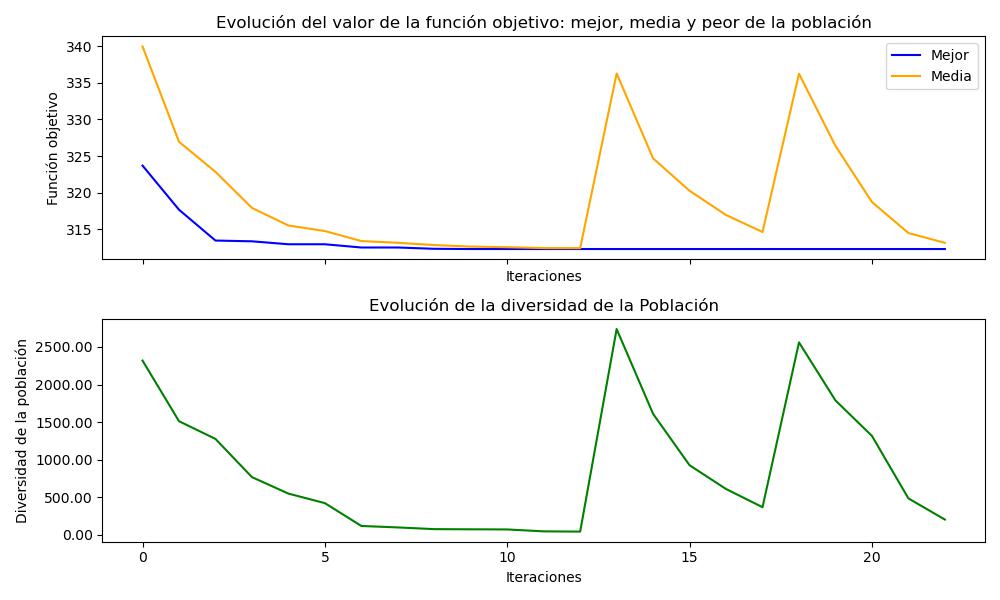 Evolución del valor de la función objetivo: mejor, media y peor de la población
Función objetivo
340
335
330
325
320
315
Mejor
Media
Iteraciones
Evolución de la diversidad de la Población
Diversidad de la población
2500.00
2000.00
1500.00
1000.00
500.00
0.00
0 5 10 15 20
Iteraciones